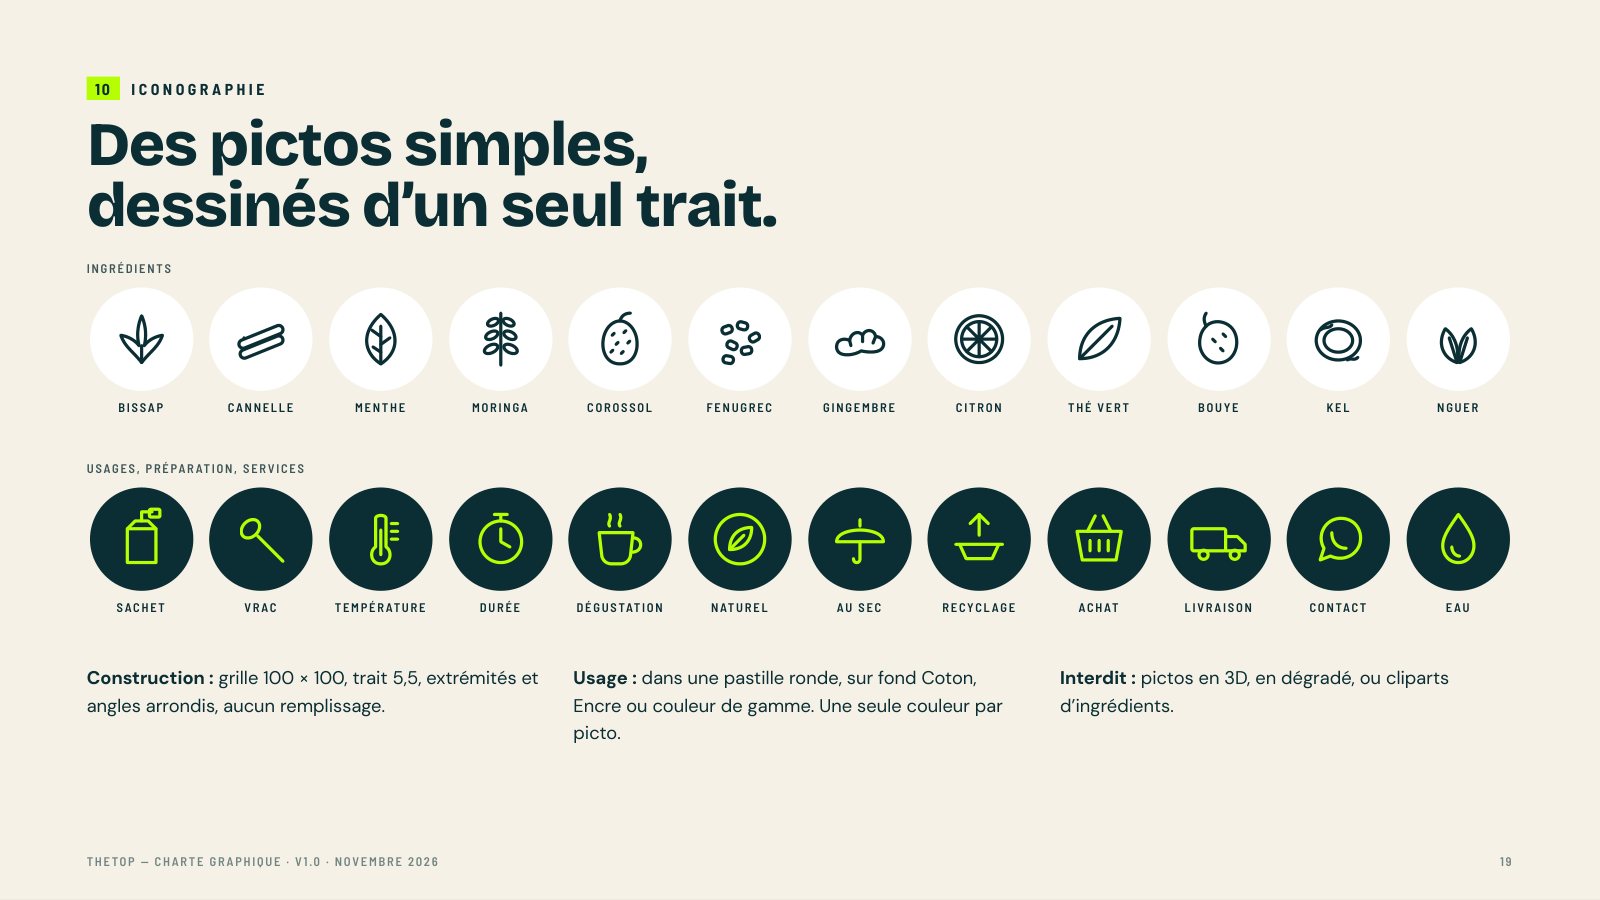 10 ICONOGRAPHIE
Des pictos simples,
dessinés d’un seul trait.
INGRÉDIENTS
BISSAP CANNELLE MENTHE MORINGA COROSSOL FENUGREC GINGEMBRE CITRON THÉ VERT BOUYE KEL NGUER
USAGES, PRÉPARATION, SERVICES
SACHET VRAC TEMPÉRATURE DURÉE DÉGUSTATION NATUREL AU SEC RECYCLAGE ACHAT LIVRAISON CONTACT EAU
Construction : grille 100 × 100, trait 5,5, extrémités et
angles arrondis, aucun remplissage.
Usage : dans une pastille ronde, sur fond Coton,
Encre ou couleur de gamme. Une seule couleur par
picto.
Interdit : pictos en 3D, en dégradé, ou cliparts
d’ingrédients.
THETOP — CHARTE GRAPHIQUE · V1.0 · NOVEMBRE 2026
19